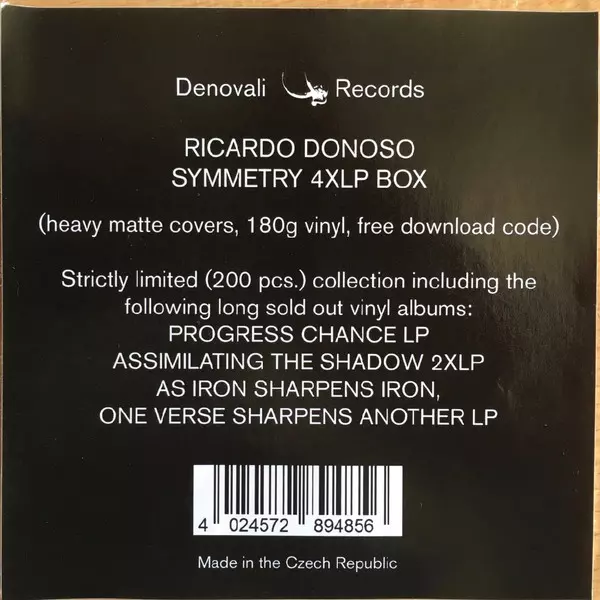 Denovali Records
RICARDO DONOSO
SYMMETRY 4XLP BOX
(heavy matte covers, 180g vinyl, free download code)
Strictly limited (200 pcs.) collection including the
following long sold out vinyl albums:
PROGRESS CHANCE LP
ASSIMILATING THE SHADOW 2XLP
AS IRON SHARPENS IRON,
ONE VERSE SHARPENS ANOTHER LP
4 024572 894856
Made in the Czech Republic